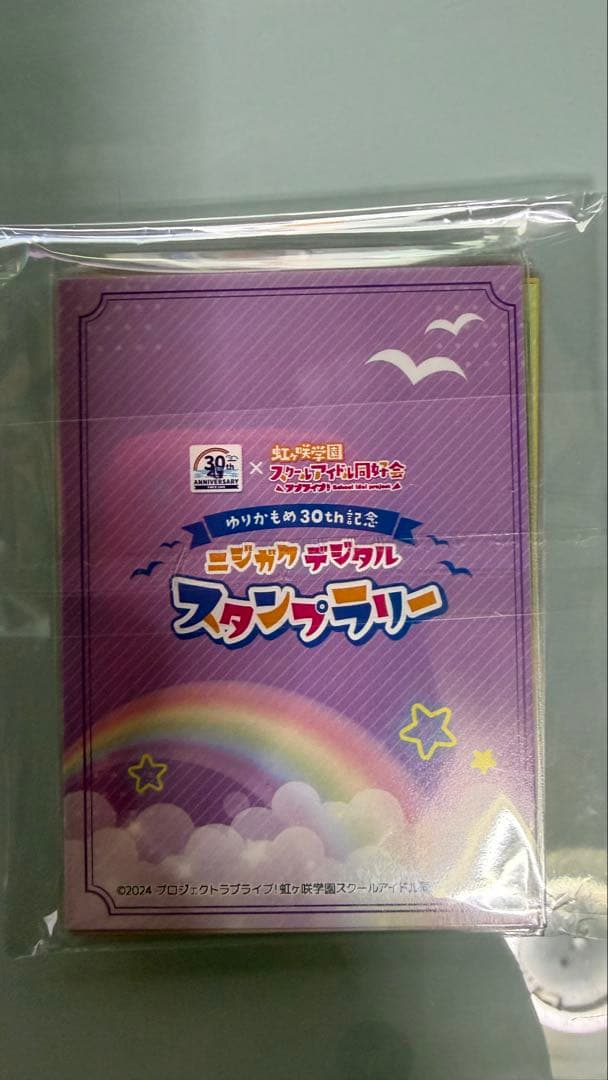 30th
ANNIVERSARY
×
虹ヶ咲学園
スクールアイドル同好会
ラブライブ! School idol project
ゆりかもめ30th記念
ニジガク デジタル
スタンプラリー
©2024 プロジェクトラブライブ!虹ヶ咲学園スクールアイドル同